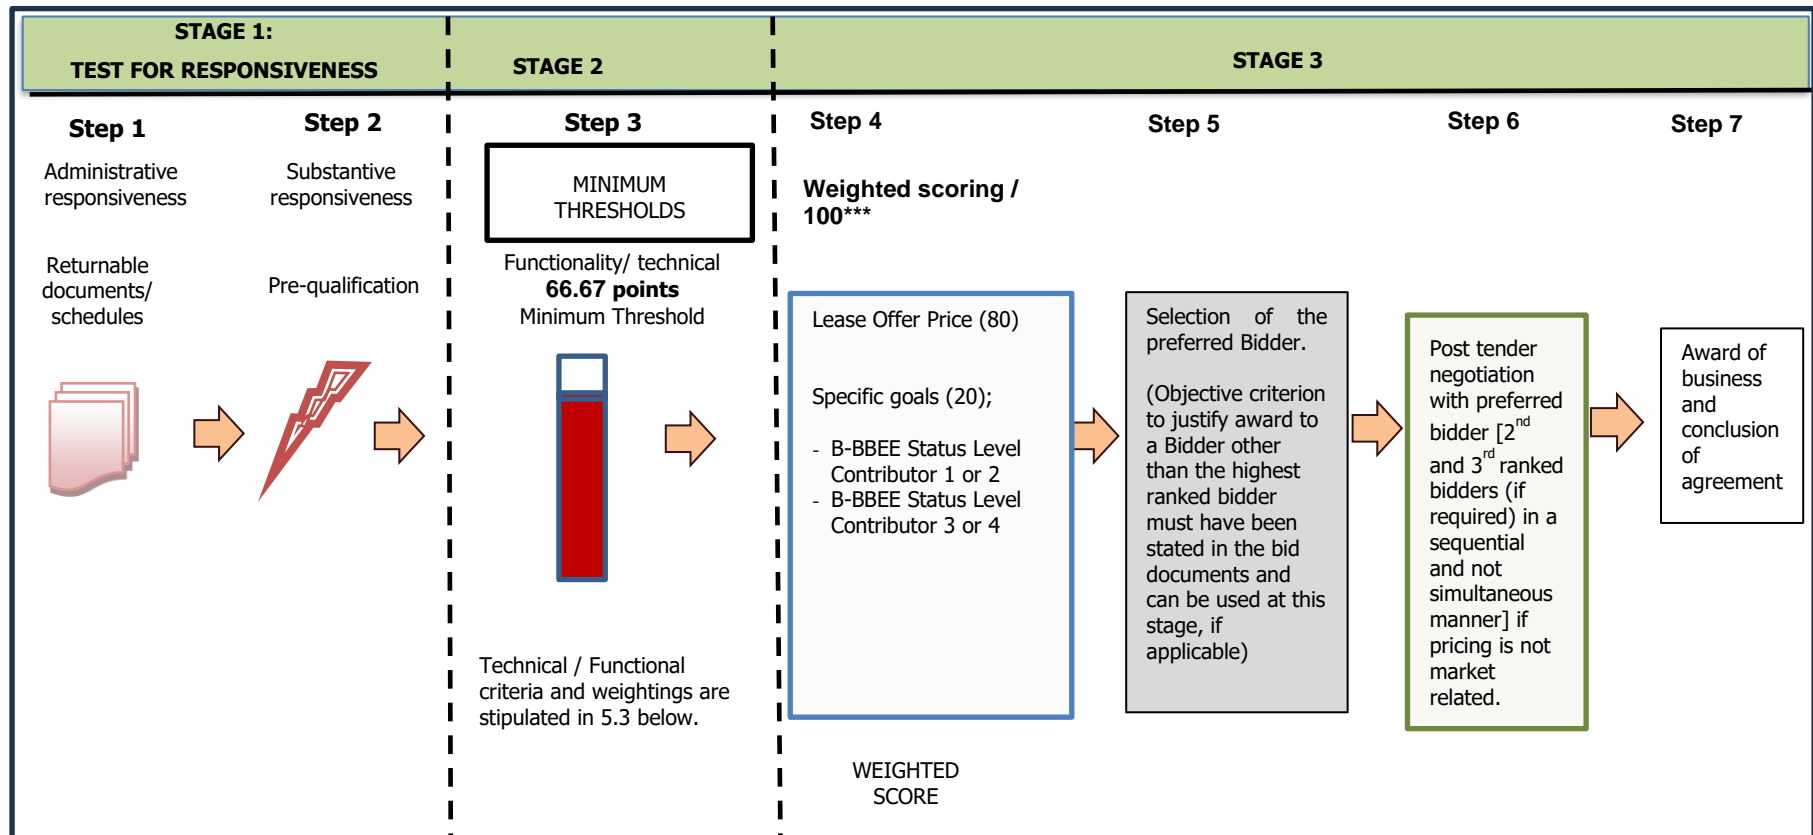 STAGE 1:
TEST FOR RESPONSIVENESS
STAGE 2
STAGE 3
Step 1
Administrative
responsiveness
Returnable
documents/
schedules
Step 2
Substantive
responsiveness
Pre-qualification
Step 3
MINIMUM
THRESHOLDS
Functionality/ technical
66.67 points
Minimum Threshold
Technical / Functional
criteria and weightings are
stipulated in 5.3 below.
Step 4
Weighted scoring /
100***
Lease Offer Price (80)
Specific goals (20);
- B-BBEE Status Level
Contributor 1 or 2
- B-BBEE Status Level
Contributor 3 or 4
WEIGHTED
SCORE
Step 5
Selection of the
preferred Bidder.
(Objective criterion
to justify award to
a Bidder other
than the highest
ranked bidder
must have been
stated in the bid
documents and
can be used at this
stage, if
applicable)
Step 6
Post tender
negotiation
with preferred
bidder [2nd
and 3rd ranked
bidders (if
required) in a
sequential
and not
simultaneous
manner] if
pricing is not
market
related.
Step 7
Award of
business
and
conclusion
of
agreement